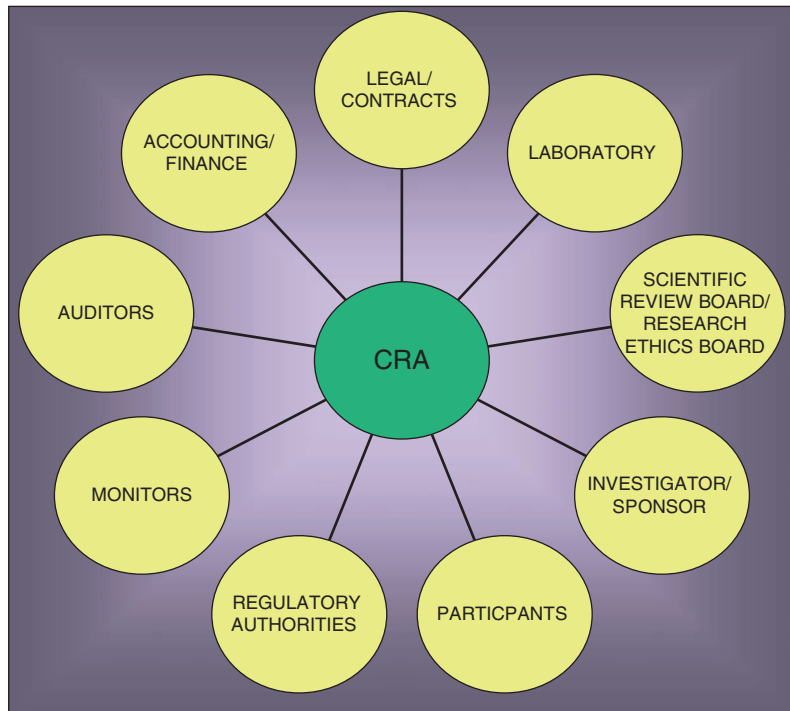 LEGAL/
CONTRACTS
LABORATORY
SCIENTIFIC
REVIEW BOARD/
RESEARCH
ETHICS BOARD
INVESTIGATOR/
SPONSOR
PARTICPANTS
REGULATORY
AUTHORITIES
MONITORS
AUDITORS
ACCOUNTING/
FINANCE
CRA